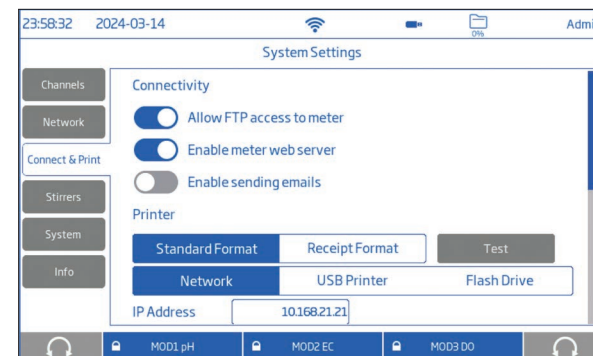 23:58:32 2024-03-14 0% Admi
System Settings
Channels
Network
Connect & Print
Stirrers
System
Info
Connectivity
Allow FTP access to meter
Enable meter web server
Enable sending emails
Printer
Standard Format Receipt Format Test
Network USB Printer Flash Drive
IP Address 10.168.21.21
MOD1 pH MOD2 EC MOD3 DO